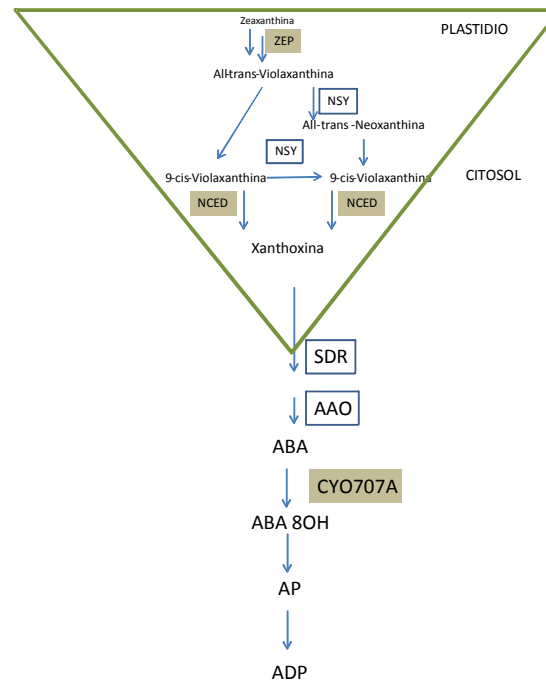 Zeaxanthina
PLASTIDIO
ZEP
All-trans-Violaxanthina
NSY
All-trans -Neoxanthina
NSY
9-cis-Violaxanthina
9-cis-Violaxanthina
CITOSOL
NCED
NCED
Xanthoxina
SDR
AAO
ABA
CYO707A
ABA 8OH
AP
ADP